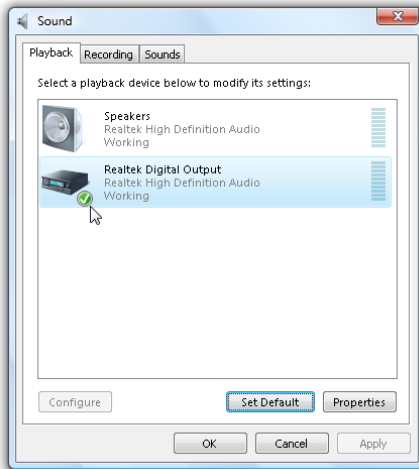 Sound
Playback Recording Sounds
Select a playback device below to modify its settings:
Speakers
Realtek High Definition Audio
Working
Realtek Digital Output
Realtek High Definition Audio
Working
Configure Set Default Properties
OK Cancel Apply